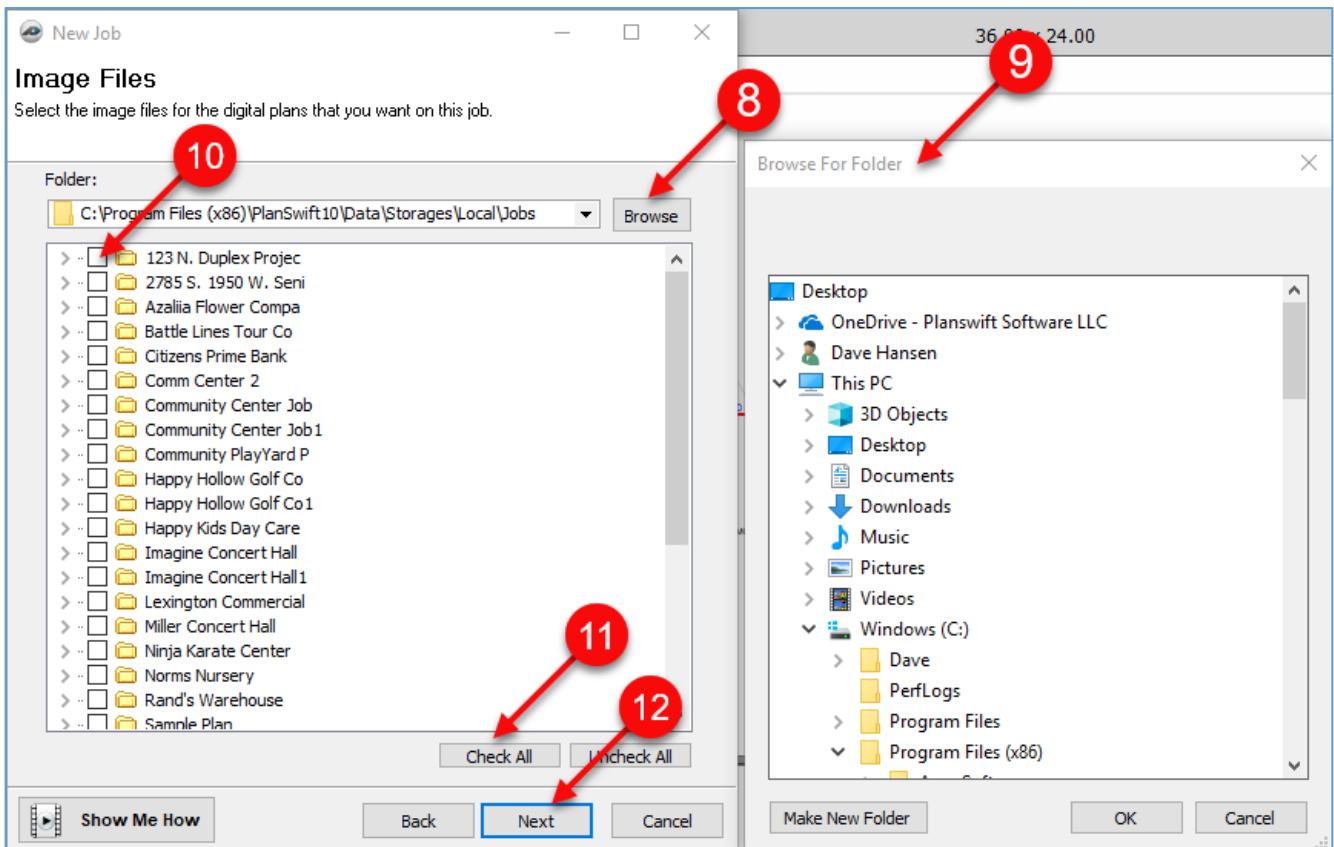 New Job
Image Files
Select the image files for the digital plans that you want on this job.
8
10
Folder:
C:\Program Files (x86)\PlanSwift10\Data\Storages\Local\Jobs
Browse
123 N. Duplex Projec
2785 S. 1950 W. Seni
Azaliia Flower Compa
Battle Lines Tour Co
Citizens Prime Bank
Comm Center 2
Community Center Job
Community Center Job1
Community PlayYard P
Happy Hollow Golf Co
Happy Hollow Golf Co1
Happy Kids Day Care
Imagine Concert Hall
Imagine Concert Hall1
Lexington Commercial
Miller Concert Hall
Ninja Karate Center
Norms Nursery
Rand's Warehouse
Sample Plan
11
12
Check All
Uncheck All
Show Me How
Back
Next
Cancel
36.00 x 24.00
9
Browse For Folder
Desktop
OneDrive - Planswift Software LLC
Dave Hansen
This PC
3D Objects
Desktop
Documents
Downloads
Music
Pictures
Videos
Windows (C:)
Dave
PerfLogs
Program Files
Program Files (x86)
Make New Folder
OK
Cancel